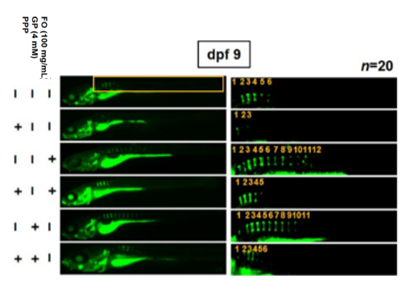 FO (100 mg/mL)
GP (4 mM)
PPP
dpf 9
n=20
− − −
1 2 3 4 5 6
+ − −
1 2 3
− − +
1 2 3 4 5 6 7 8 9 10 11 12
+ − +
1 2 3 4 5
− + −
1 2 3 4 5 6 7 8 9 10 11
+ + −
1 2 3 4 5 6